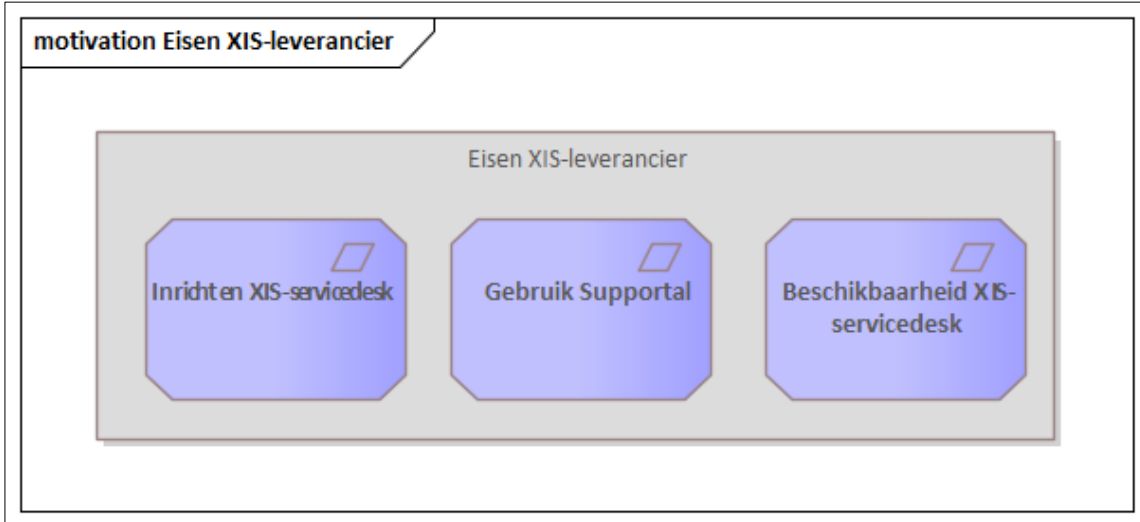 motivation Eisen XIS-leverancier
Eisen XIS-leverancier
Inrichten XIS-servicedesk
Gebruik Supportal
Beschikbaarheid XIS-
servicedesk